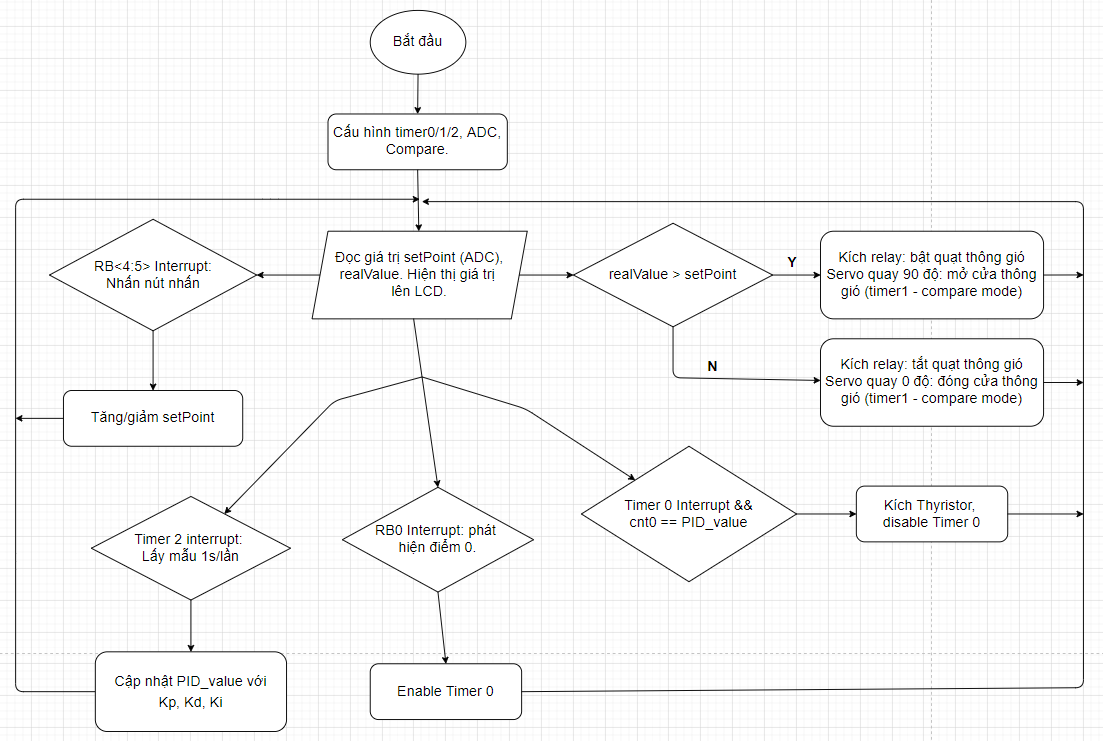 Bắt đầu
Cấu hình timer0/1/2, ADC,
Compare.
RB<4:5> Interrupt:
Nhấn nút nhấn
Đọc giá trị setPoint (ADC),
realValue. Hiện thị giá trị
lên LCD.
realValue > setPoint
Y
Kích relay: bật quạt thông gió
Servo quay 90 độ: mở cửa thông
gió (timer1 - compare mode)
N
Kích relay: tắt quạt thông gió
Servo quay 0 độ: đóng cửa thông
gió (timer1 - compare mode)
Tăng/giảm setPoint
Timer 2 interrupt:
Lấy mẫu 1s/lần
RB0 Interrupt: phát
hiện điểm 0.
Timer 0 Interrupt &&
cnt0 == PID_value
Kích Thyristor,
disable Timer 0
Cập nhật PID_value với
Kp, Kd, Ki
Enable Timer 0